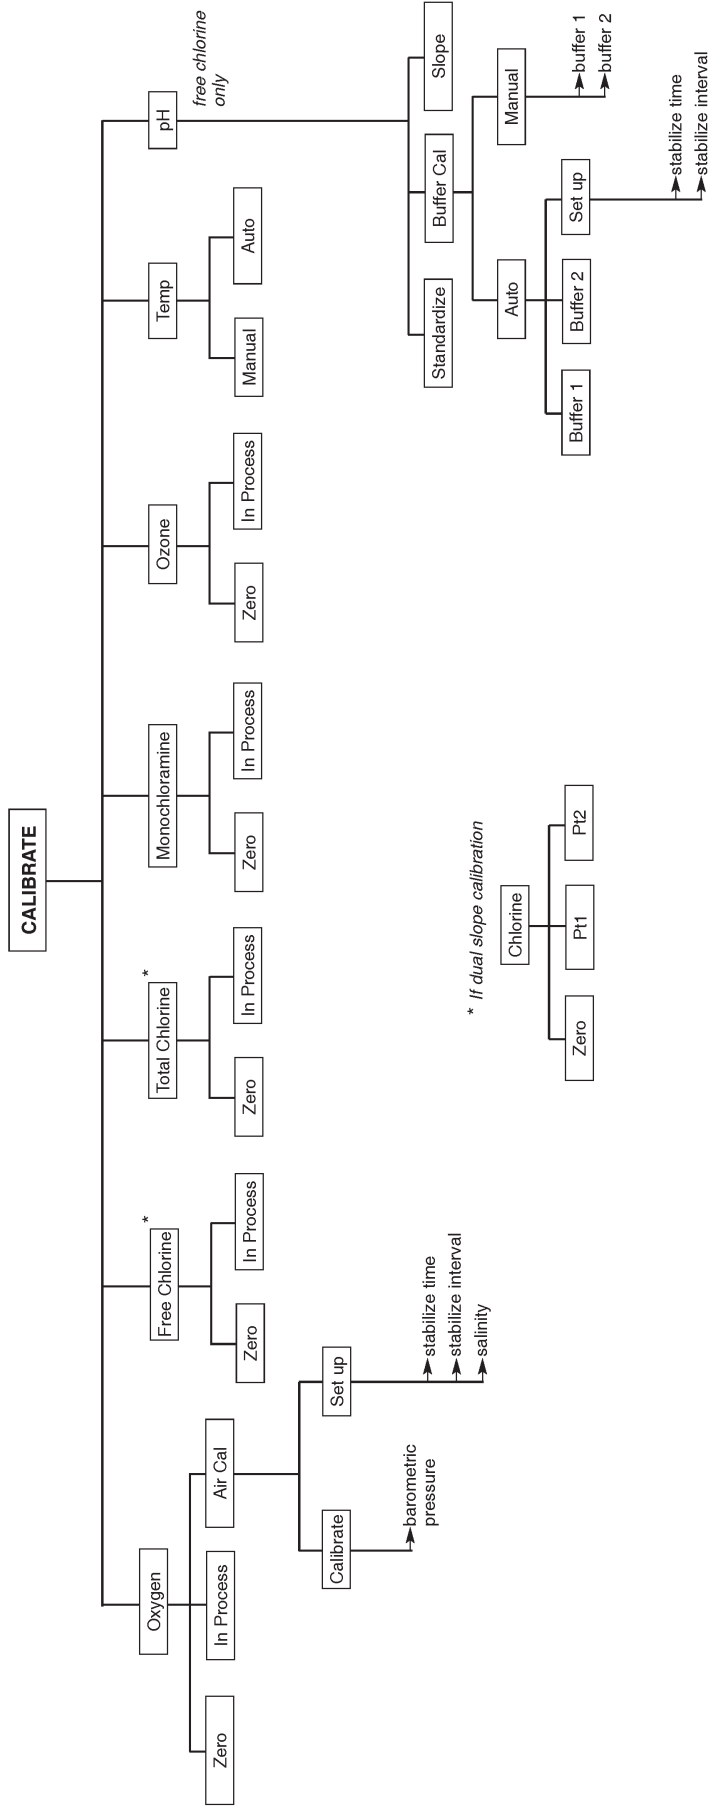 CALIBRATE
Oxygen
Free Chlorine *
Total Chlorine *
Monochloramine
Ozone
Temp
pH
free chlorine
only
Zero
In Process
Air Cal
Zero
In Process
Zero
In Process
Zero
In Process
Zero
In Process
Manual
Auto
Calibrate
Set up
barometric
pressure
stabilize time
stabilize interval
salinity
* If dual slope calibration
Chlorine
Zero
Pt1
Pt2
Standardize
Buffer Cal
Slope
Auto
Manual
Buffer 1
Buffer 2
Set up
buffer 1
buffer 2
stabilize time
stabilize interval